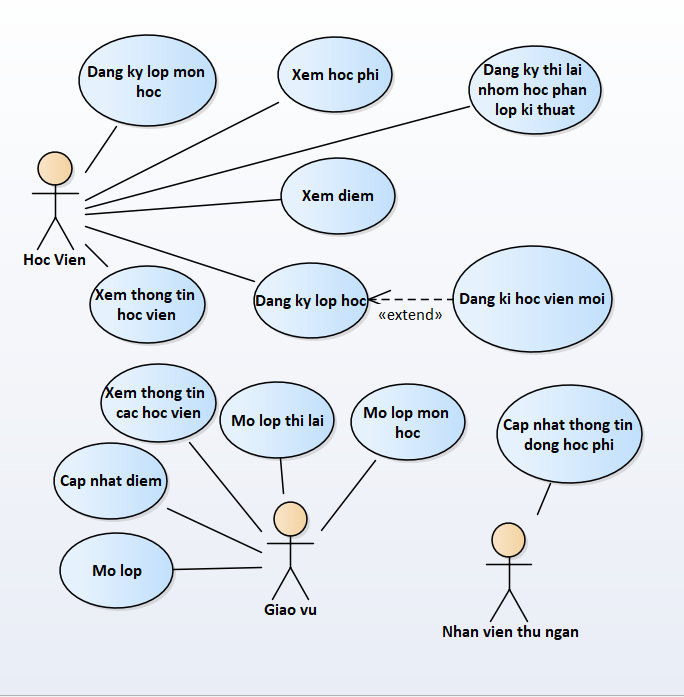 Dang ky lop mon
hoc
Xem hoc phi
Dang ky thi lai
nhom hoc phan
lop ki thuat
Xem diem
Hoc Vien
Xem thong tin
hoc vien
Dang ky lop hoc
«extend»
Dang ki hoc vien moi
Xem thong tin
cac hoc vien
Mo lop thi lai
Mo lop mon
hoc
Cap nhat thong tin
dong hoc phi
Cap nhat diem
Mo lop
Giao vu
Nhan vien thu ngan